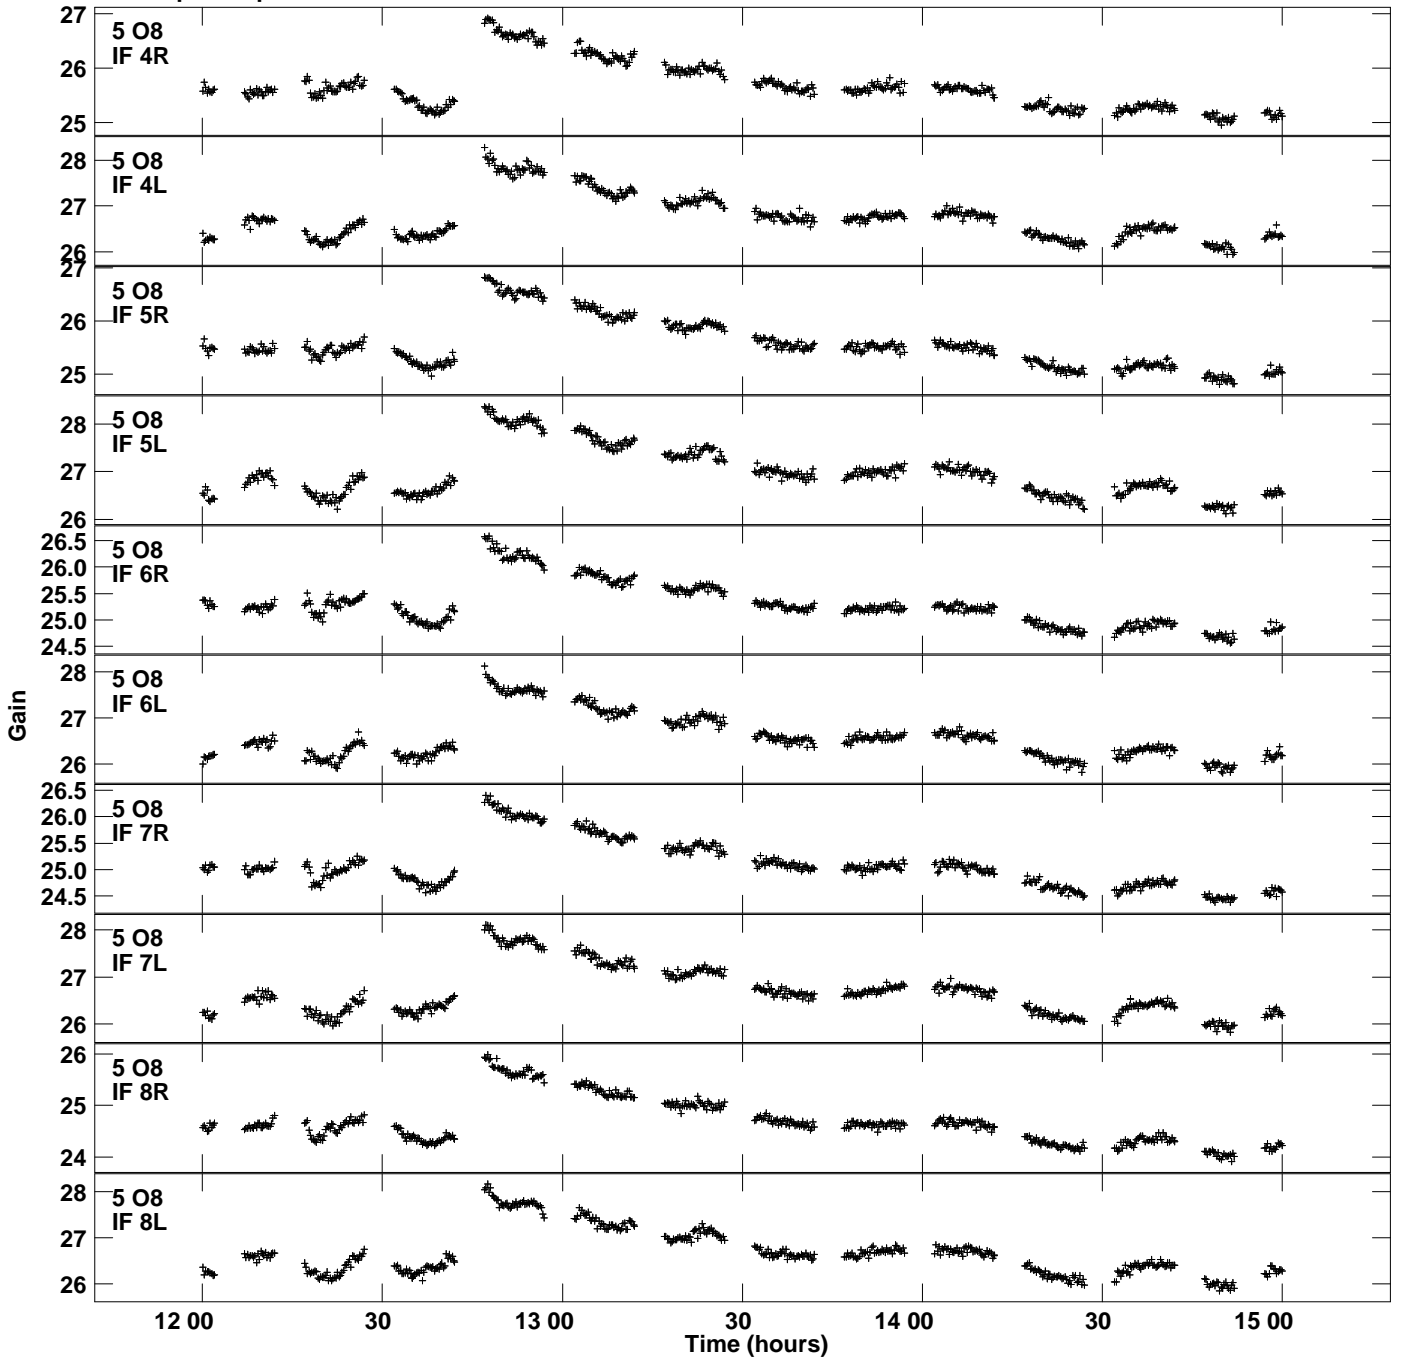 27
5 O8
IF 4R
26
25
28
5 O8
IF 4L
27
26
27
5 O8
IF 5R
26
25
28
5 O8
IF 5L
27
26
26.5
5 O8
IF 6R
26.0
25.5
25.0
24.5
28
5 O8
IF 6L
27
26
Gain
26.5
5 O8
IF 7R
26.0
25.5
25.0
24.5
28
5 O8
IF 7L
27
26
26
5 O8
IF 8R
25
24
28
5 O8
IF 8L
27
26
12 00 30 13 00 30 14 00 30 15 00
Time (hours)